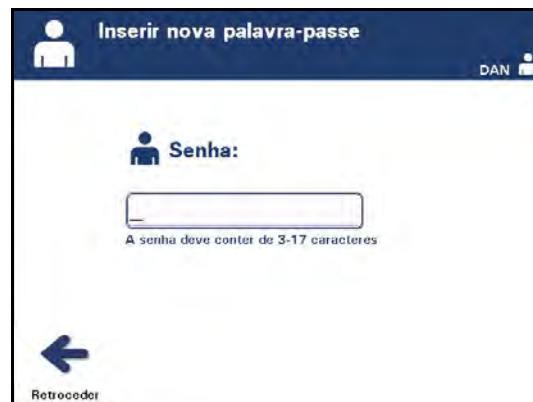 Inserir nova palavra-passe
DAN
Senha:
_
A senha deve conter de 3-17 caracteres
Retroceder